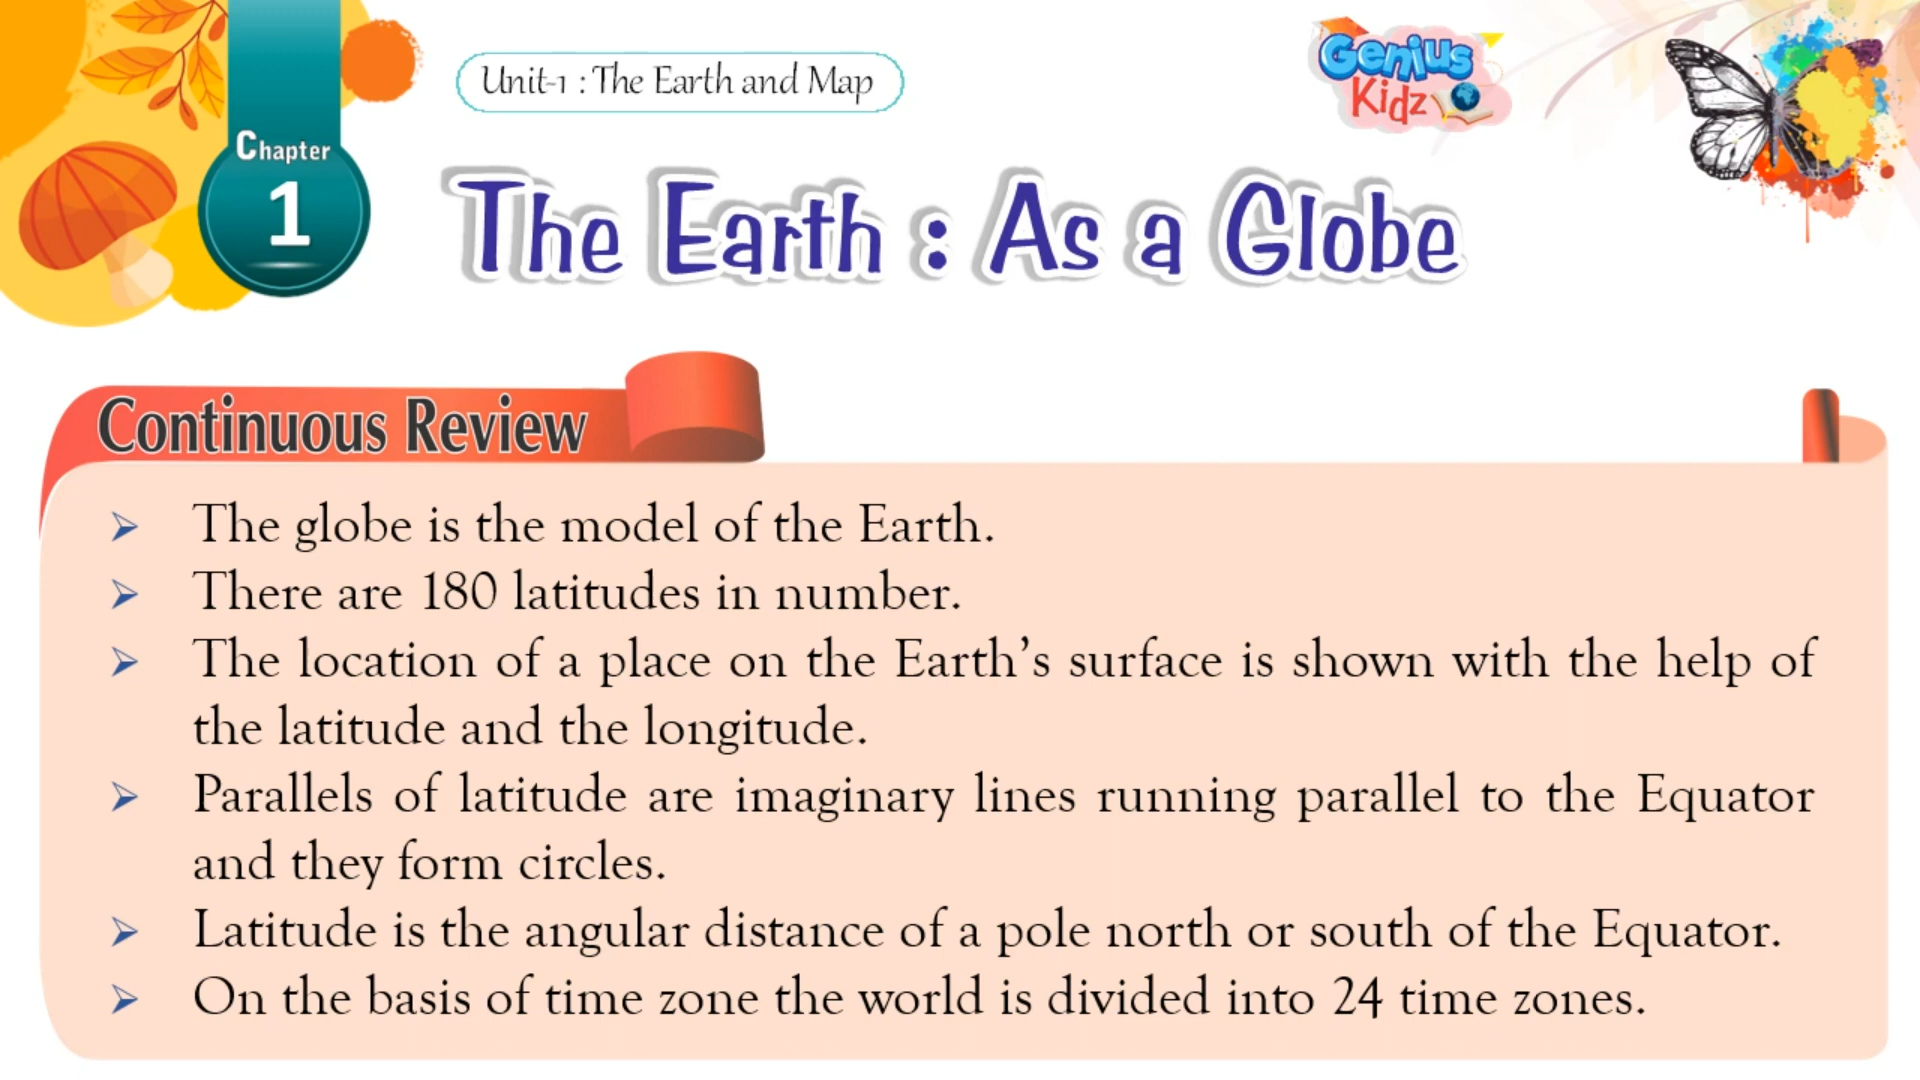 Unit-1 : The Earth and Map
Genius
Kidz
Chapter
1
The Earth : As a Globe
Continuous Review
➢ The globe is the model of the Earth.
➢ There are 180 latitudes in number.
➢ The location of a place on the Earth’s surface is shown with the help of
the latitude and the longitude.
➢ Parallels of latitude are imaginary lines running parallel to the Equator
and they form circles.
➢ Latitude is the angular distance of a pole north or south of the Equator.
➢ On the basis of time zone the world is divided into 24 time zones.